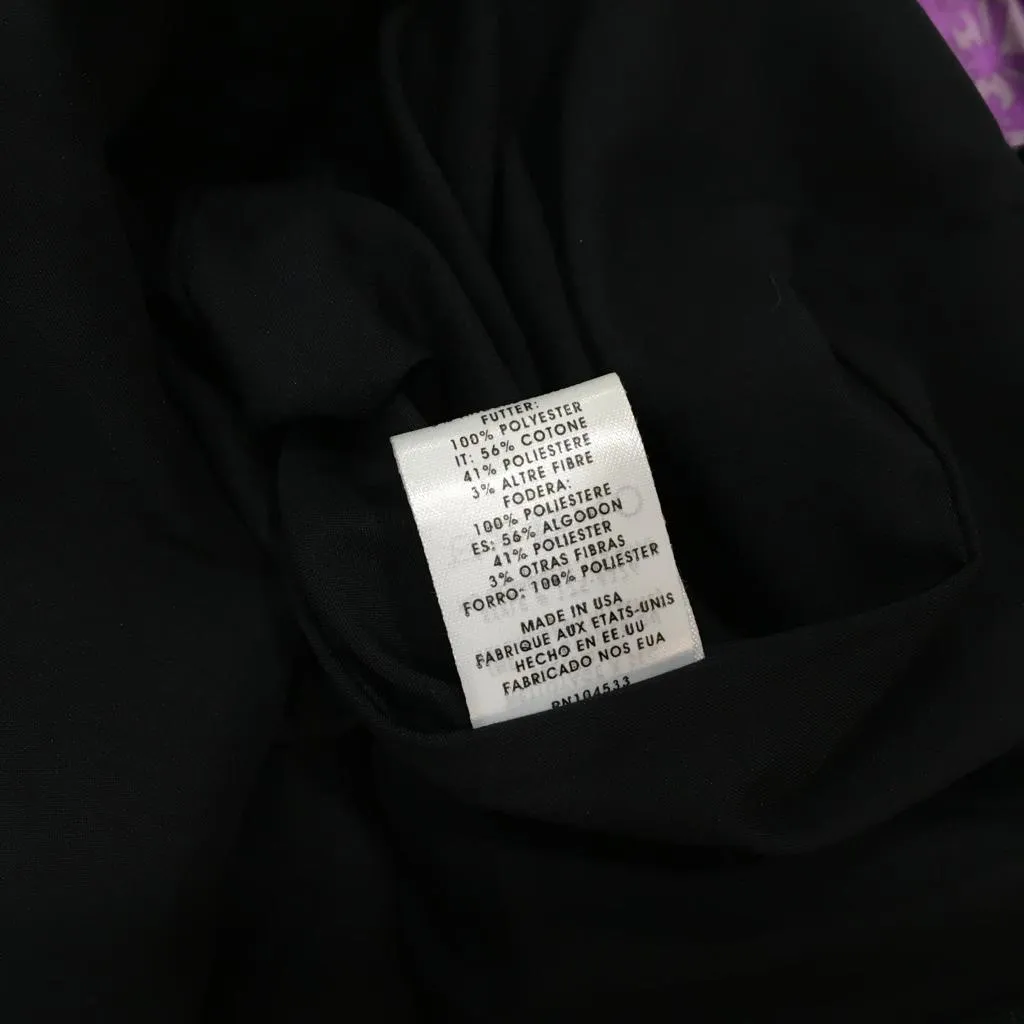 FUTTER:
100% POLYESTER
IT: 56% COTONE
41% POLIESTERE
3% ALTRE FIBRE
FODERA:
100% POLIESTERE
ES: 56% ALGODON
41% POLIESTER
3% OTRAS FIBRAS
FORRO: 100% POLIESTER
MADE IN USA
FABRIQUE AUX ETATS-UNIS
HECHO EN EE.UU
FABRICADO NOS EUA
RN104533